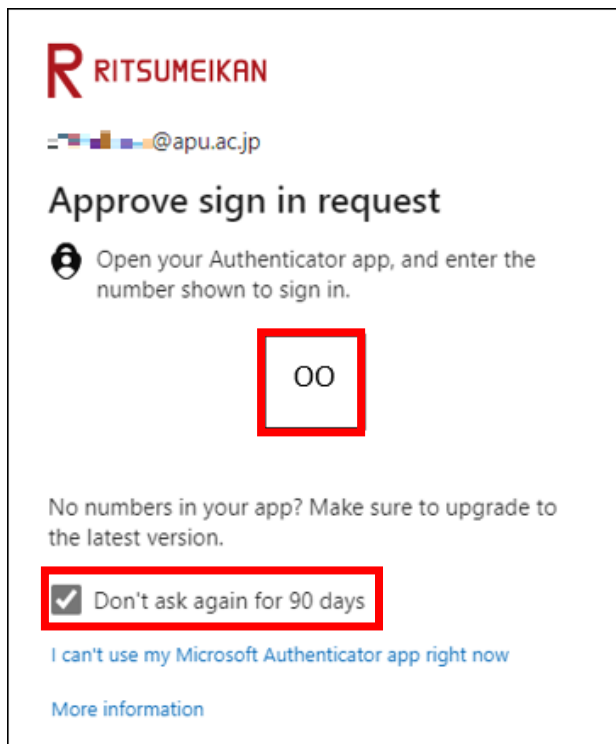 RITSUMEIKAN
@apu.ac.jp
Approve sign in request
Open your Authenticator app, and enter the
number shown to sign in.
OO
No numbers in your app? Make sure to upgrade to
the latest version.
Don't ask again for 90 days
I can't use my Microsoft Authenticator app right now
More information